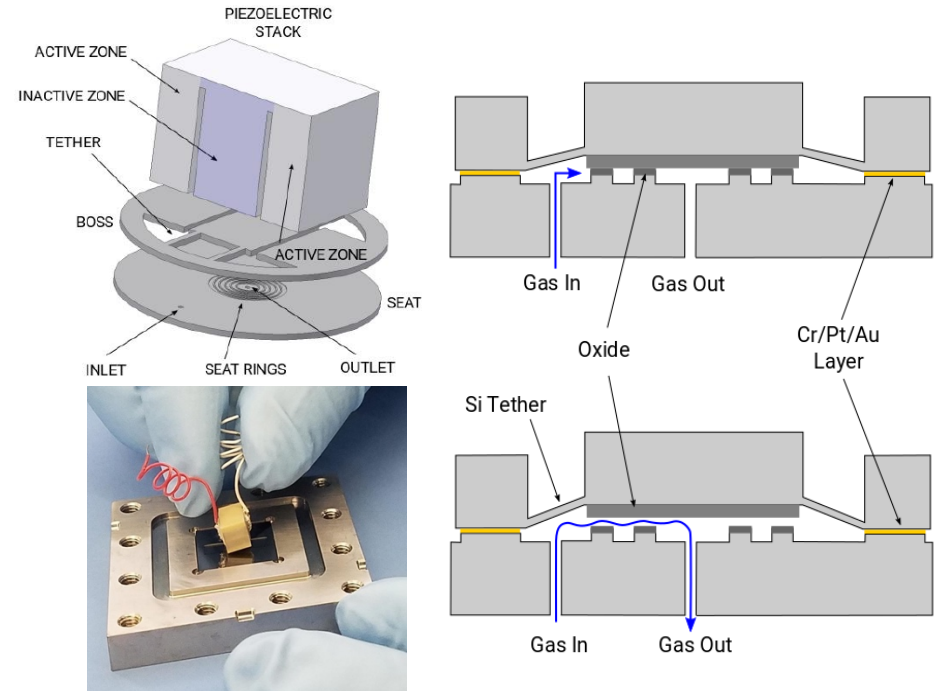 PIEZOELECTRIC
STACK
ACTIVE ZONE
INACTIVE ZONE
TETHER
BOSS
ACTIVE ZONE
SEAT
INLET
SEAT RINGS
OUTLET
Gas In
Gas Out
Oxide
Cr/Pt/Au
Layer
Si Tether
Gas In
Gas Out